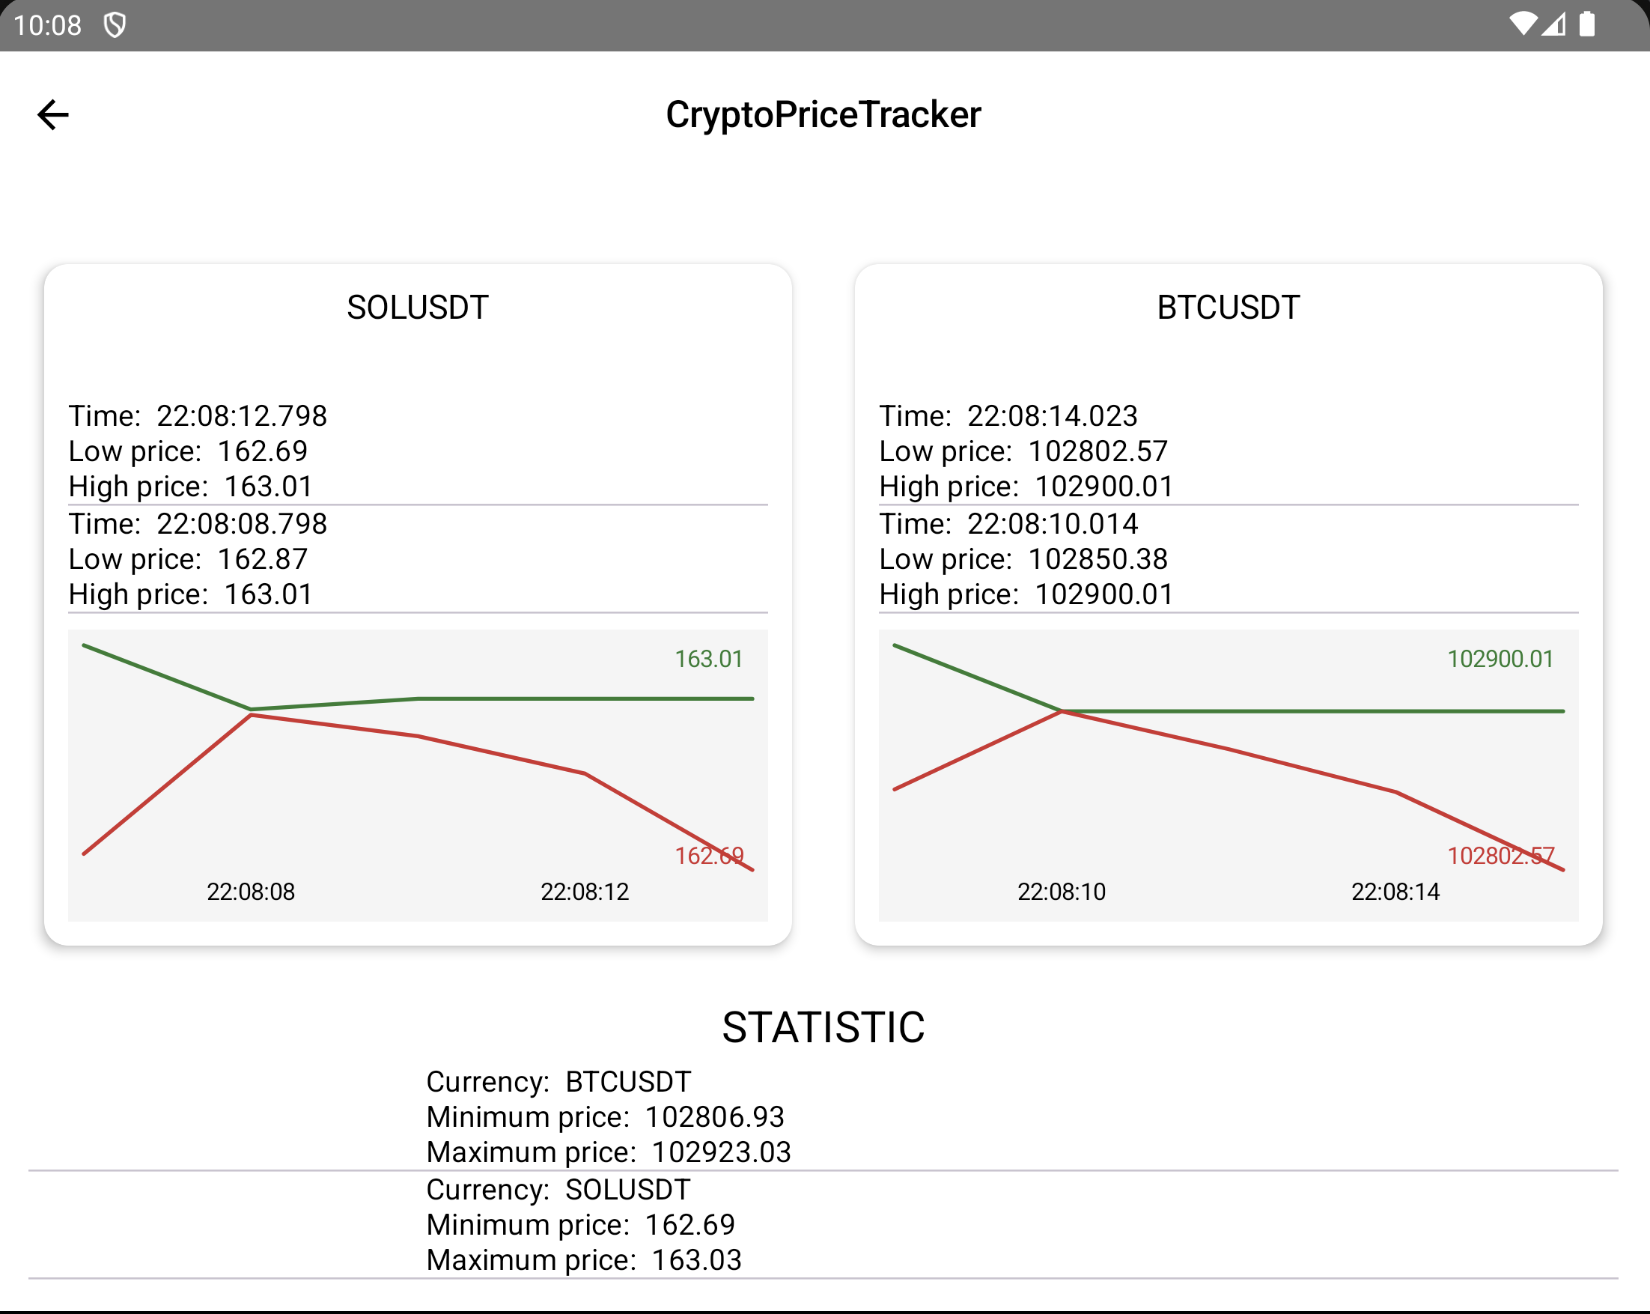 10:08
CryptoPriceTracker
SOLUSDT
Time: 22:08:12.798
Low price: 162.69
High price: 163.01
Time: 22:08:08.798
Low price: 162.87
High price: 163.01
163.01
162.69
22:08:08 22:08:12
BTCUSDT
Time: 22:08:14.023
Low price: 102802.57
High price: 102900.01
Time: 22:08:10.014
Low price: 102850.38
High price: 102900.01
102900.01
102802.57
22:08:10 22:08:14
STATISTIC
Currency: BTCUSDT
Minimum price: 102806.93
Maximum price: 102923.03
Currency: SOLUSDT
Minimum price: 162.69
Maximum price: 163.03